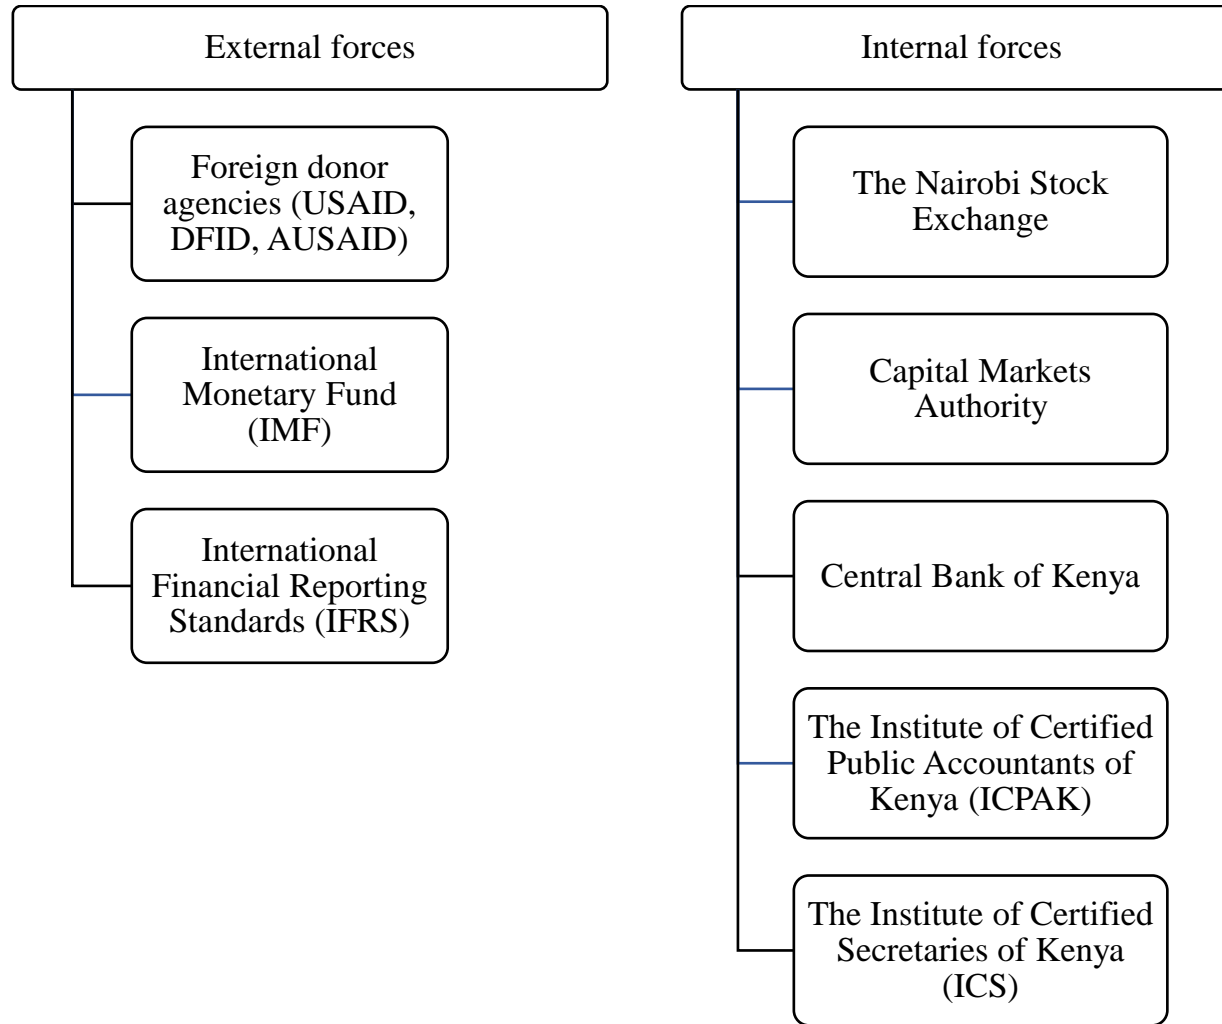 External forces
Foreign donor
agencies (USAID,
DFID, AUSAID)
International
Monetary Fund
(IMF)
International
Financial Reporting
Standards (IFRS)
Internal forces
The Nairobi Stock
Exchange
Capital Markets
Authority
Central Bank of Kenya
The Institute of Certified
Public Accountants of
Kenya (ICPAK)
The Institute of Certified
Secretaries of Kenya
(ICS)